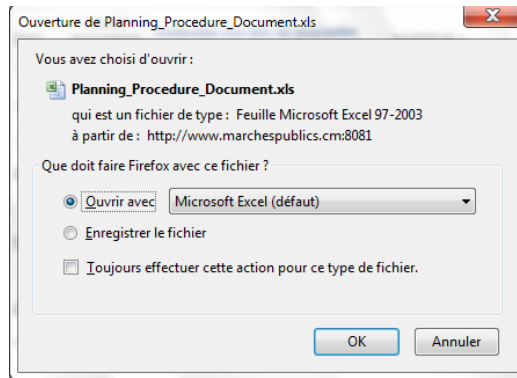 Ouverture de Planning_Procedure_Document.xls
Vous avez choisi d'ouvrir :
Planning_Procedure_Document.xls
qui est un fichier de type : Feuille Microsoft Excel 97-2003
à partir de : http://www.marchespublics.cm:8081
Que doit faire Firefox avec ce fichier ?
Ouvrir avec Microsoft Excel (défaut)
Enregistrer le fichier
Toujours effectuer cette action pour ce type de fichier.
OK Annuler